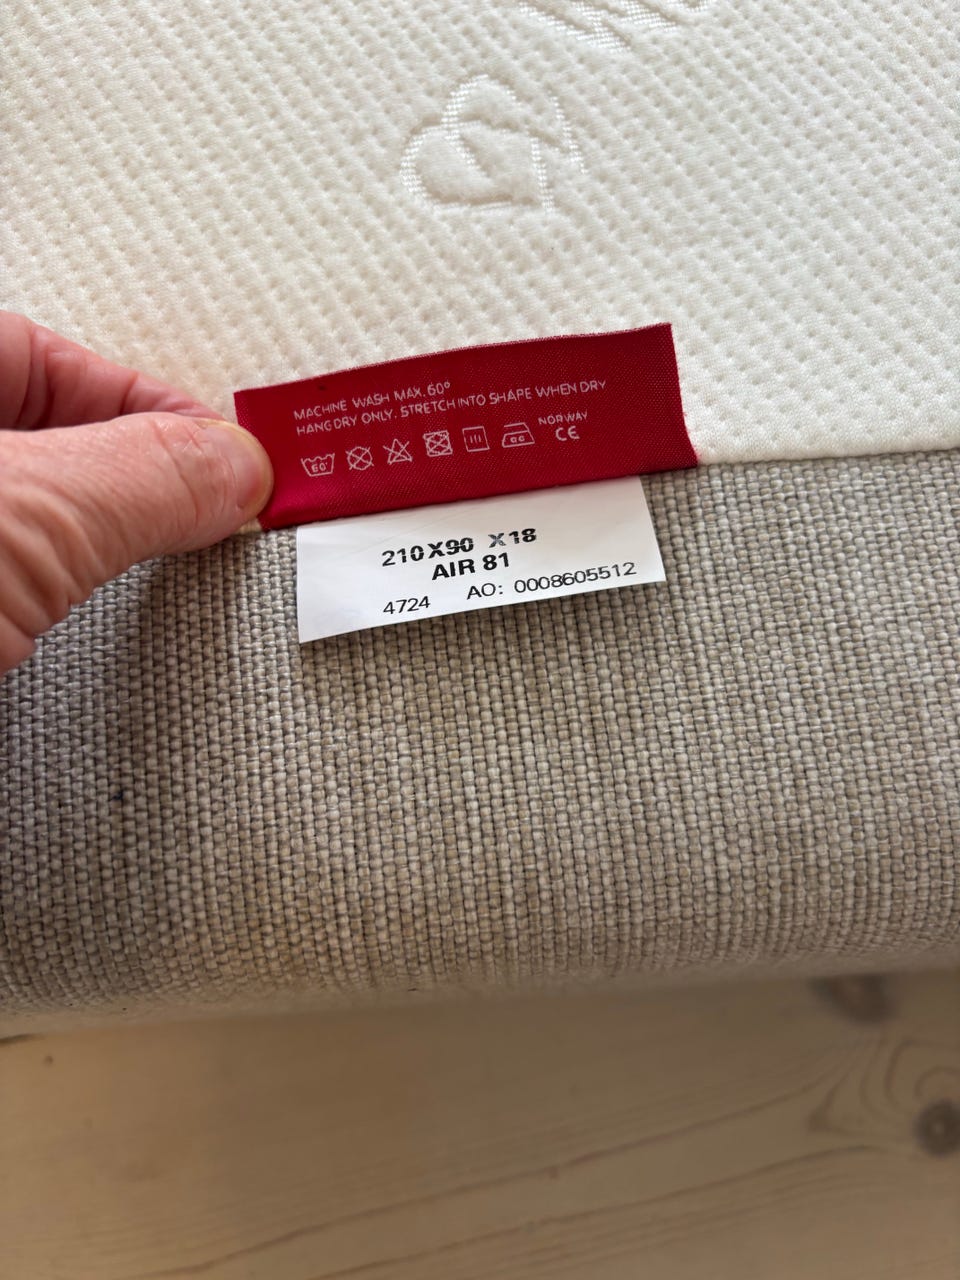 MACHINE WASH MAX. 60°
HANG DRY ONLY. STRETCH INTO SHAPE WHEN DRY
60°
NORWAY
CE
210X90 X18
AIR 81
4724 AO: 0008605512